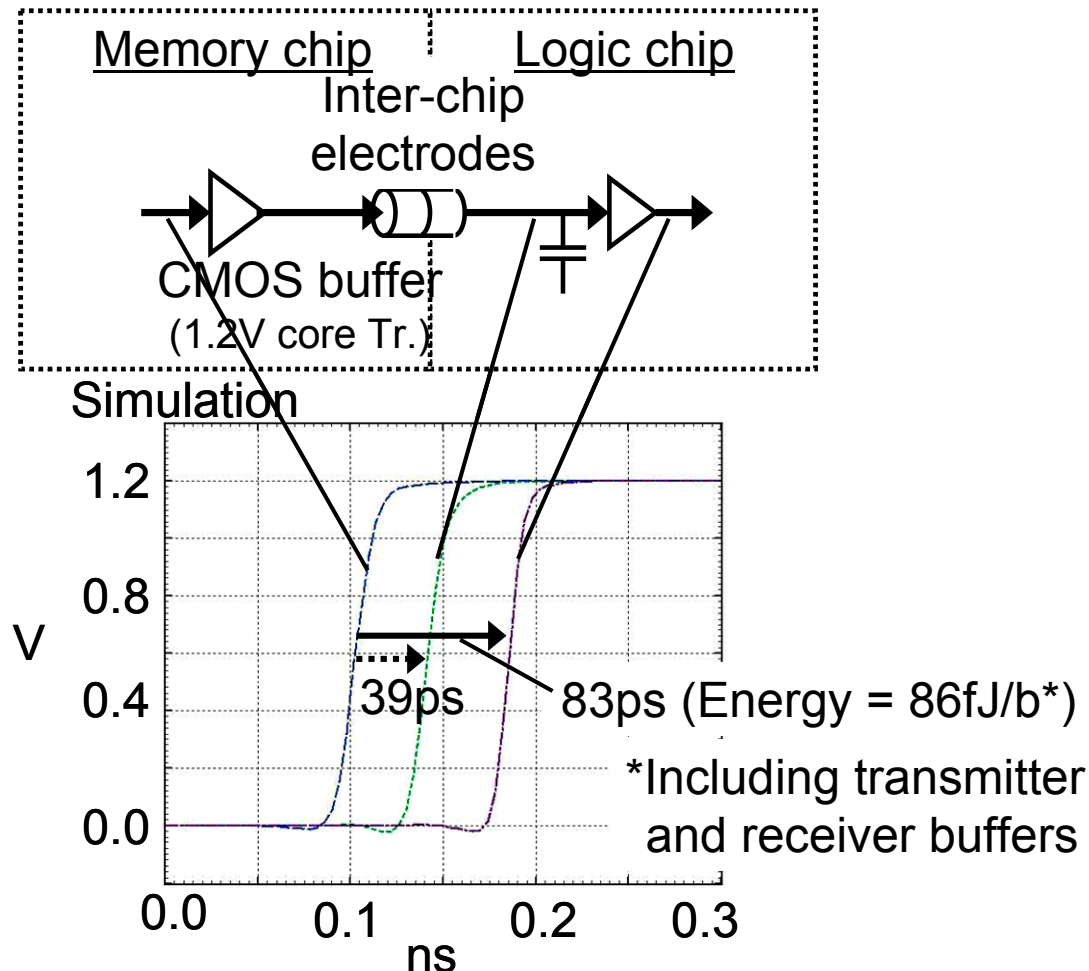 Memory chip
Logic chip
Inter-chip
electrodes
CMOS buffer
(1.2V core Tr.)
Simulation
1.2
0.8
V
0.4
0.0
39ps
83ps (Energy = 86fJ/b*)
*Including transmitter
and receiver buffers
0.0
0.1
0.2
0.3
ns